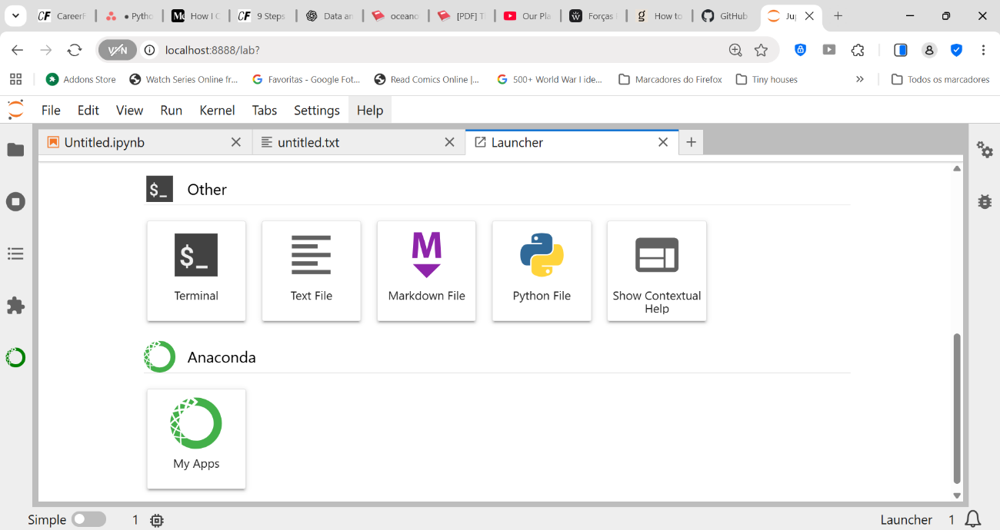 CareerF
• Pytho
How I C
9 Steps
Data an
oceano
[PDF] T
Our Pla
Forças
How to
GitHub
Ju
VPN
localhost:8888/lab?
Addons Store
Watch Series Online fr...
Favoritas - Google Fot...
Read Comics Online |...
500+ World War I ide...
Marcadores do Firefox
Tiny houses
Todos os marcadores
File Edit View Run Kernel Tabs Settings Help
Untitled.ipynb
untitled.txt
Launcher
$_ Other
$_
M
Terminal
Text File
Markdown File
Python File
Show Contextual
Help
Anaconda
My Apps
Simple
1
Launcher
1